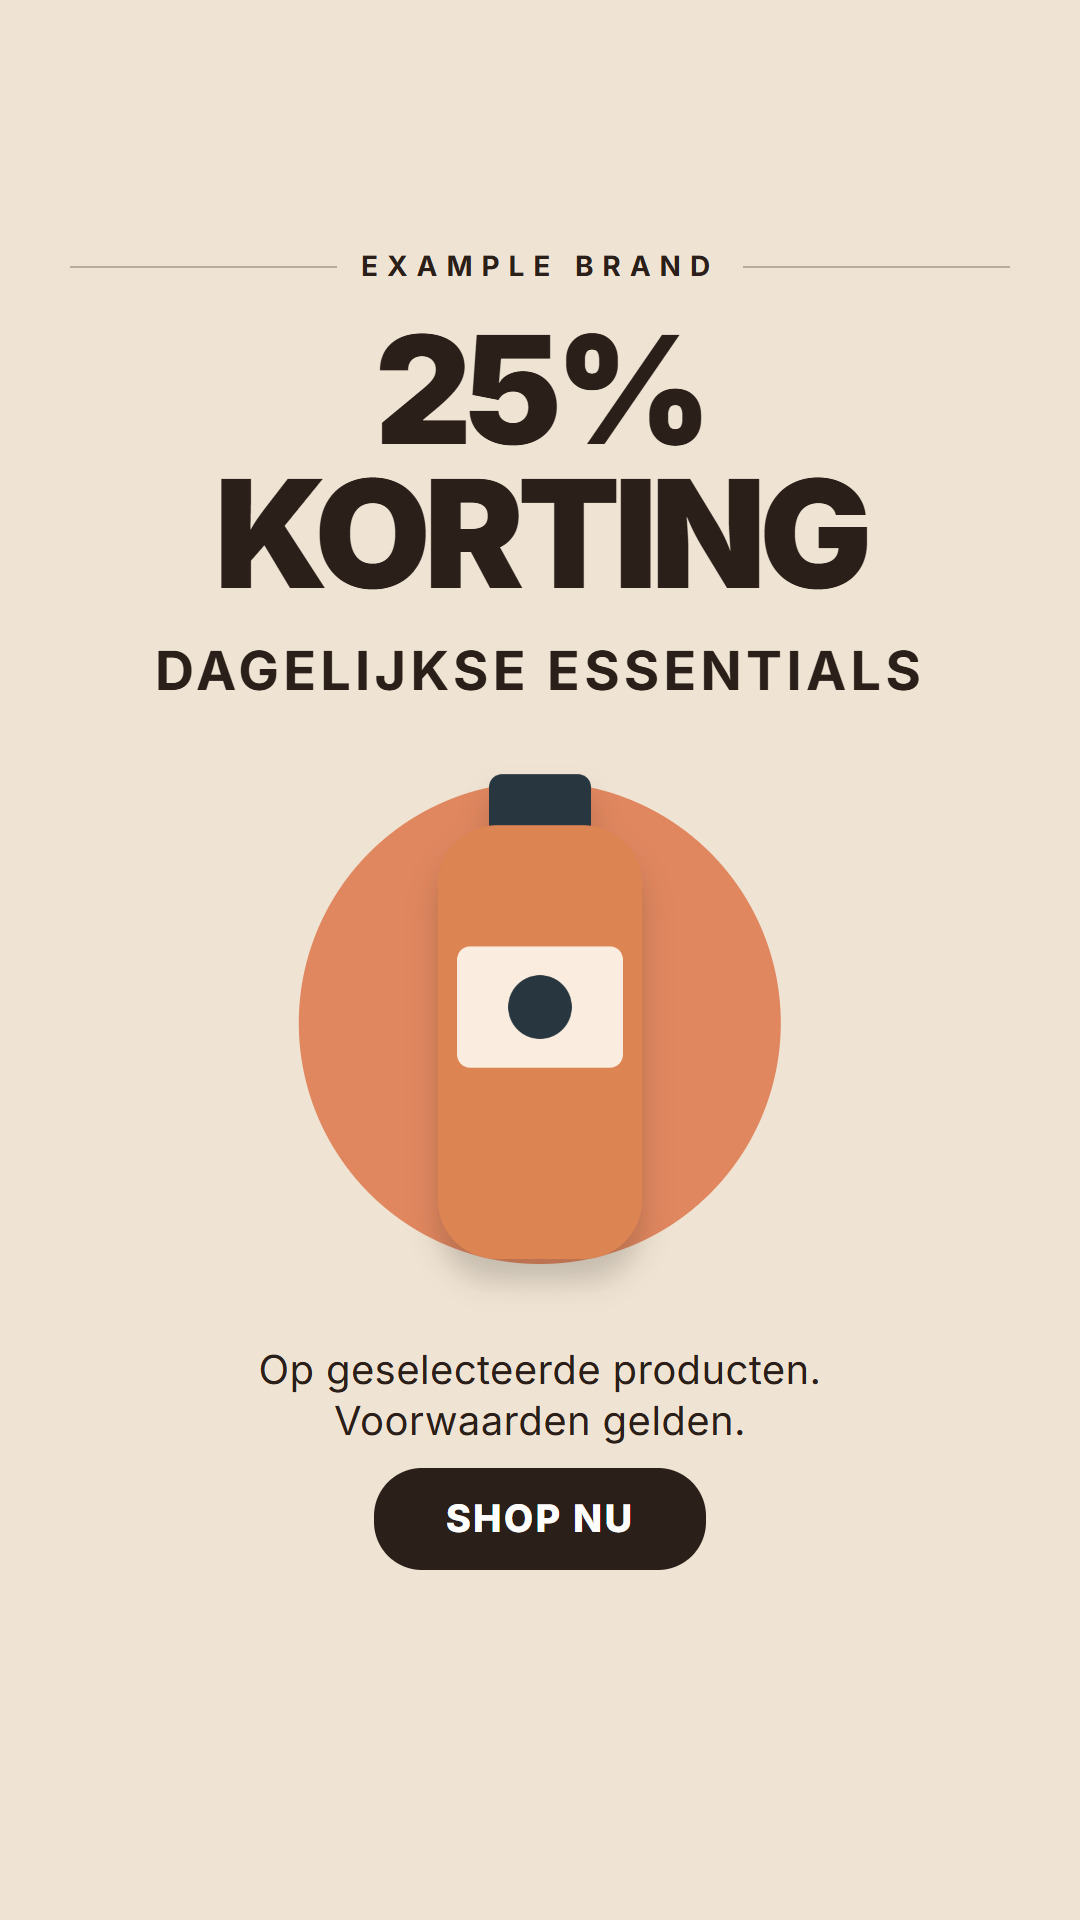 EXAMPLE BRAND
25%
KORTING
DAGELIJKSE ESSENTIALS
Op geselecteerde producten.
Voorwaarden gelden.
SHOP NU